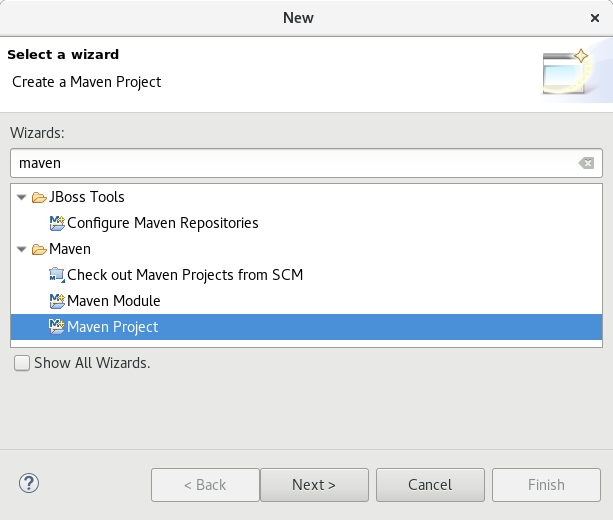 New
Select a wizard
Create a Maven Project
Wizards:
maven
JBoss Tools
Configure Maven Repositories
Maven
Check out Maven Projects from SCM
Maven Module
Maven Project
Show All Wizards.
< Back Next > Cancel Finish